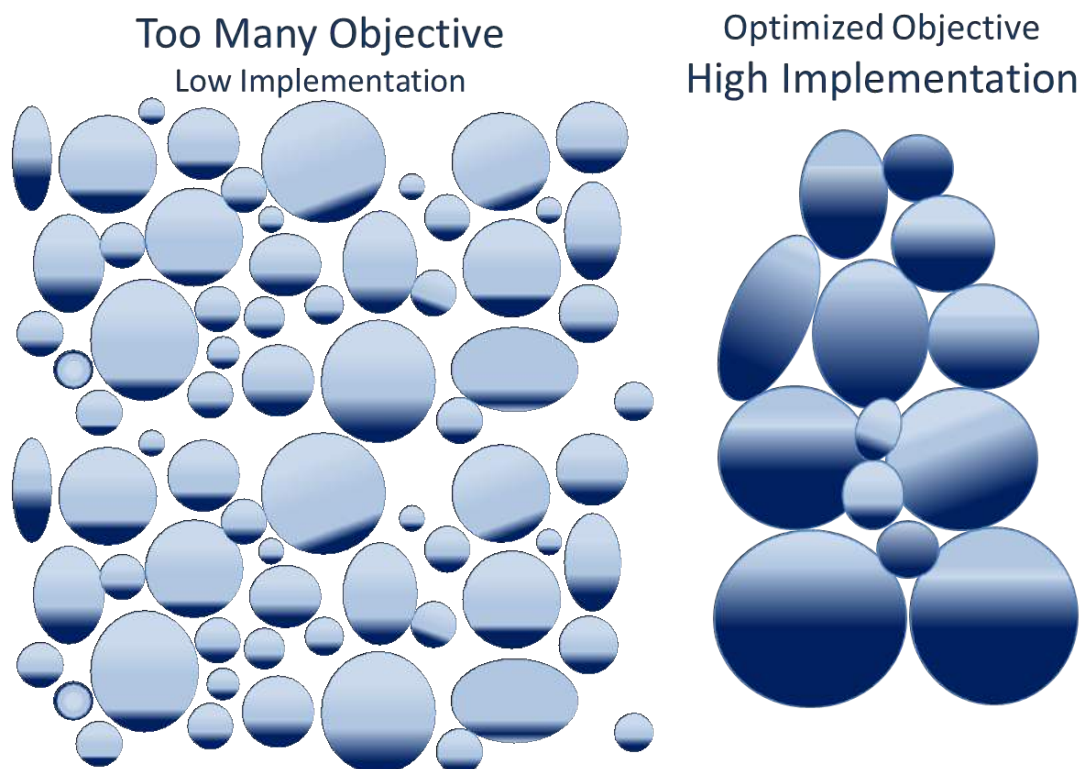 Too Many Objective
Low Implementation
Optimized Objective
High Implementation